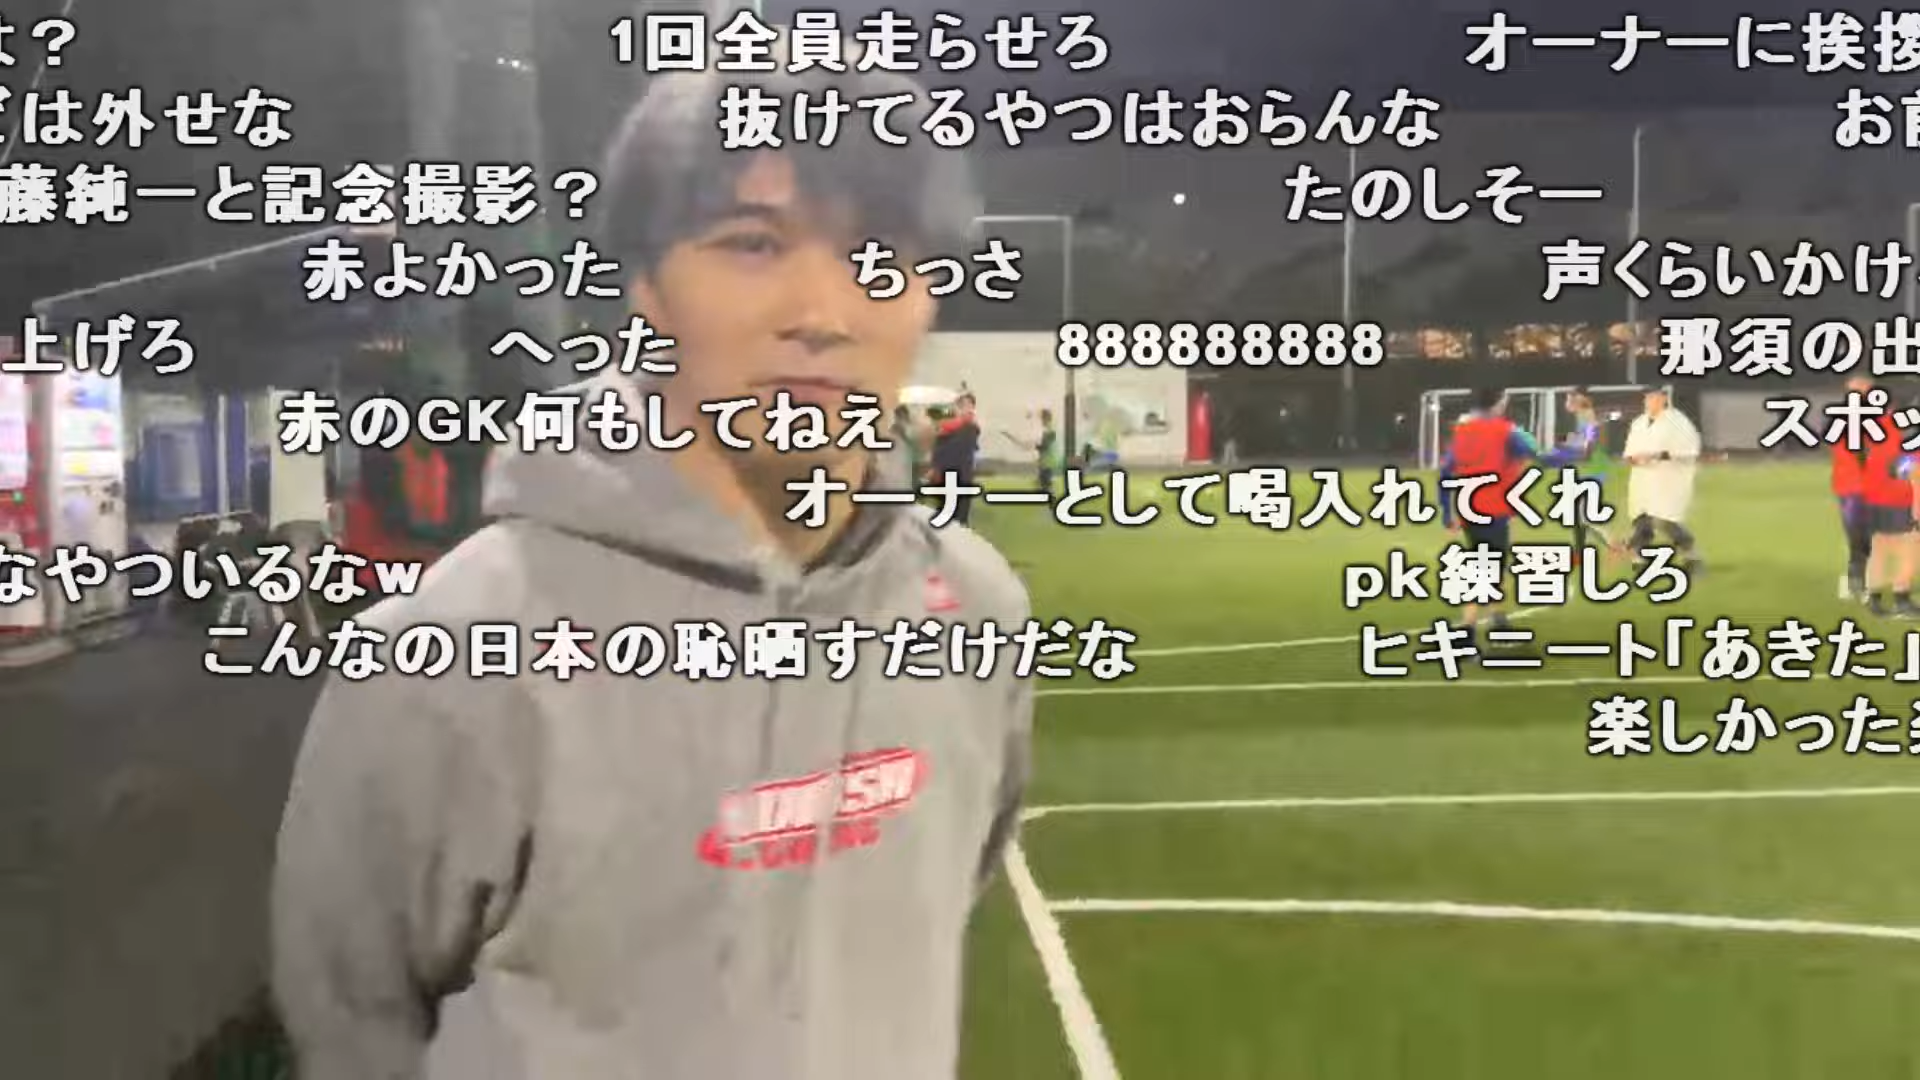 よ？
1回全員走らせろ
オーナーに挨拶
は外せな
抜けてるやつはおらんな
お前
藤純一と記念撮影？
たのしそー
赤よかった
ちっさ
声くらいかけ
上げろ
へった
888888888
那須の出
赤のGK何もしてねえ
スポッ
オーナーとして喝入れてくれ
なやついるなw
pk練習しろ
こんなの日本の恥晒すだけだな
ヒキニート「あきた」
楽しかった